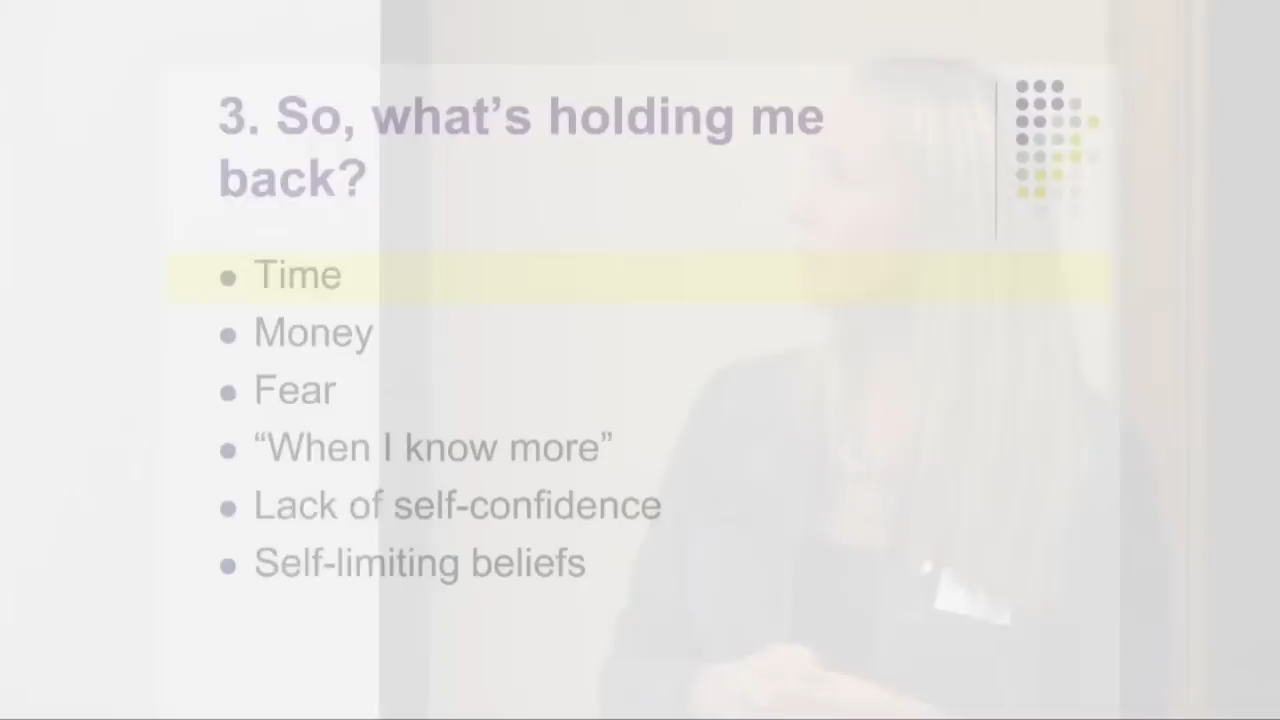 3. So, what’s holding me
back?
● Time
● Money
● Fear
● “When I know more”
● Lack of self-confidence
● Self-limiting beliefs